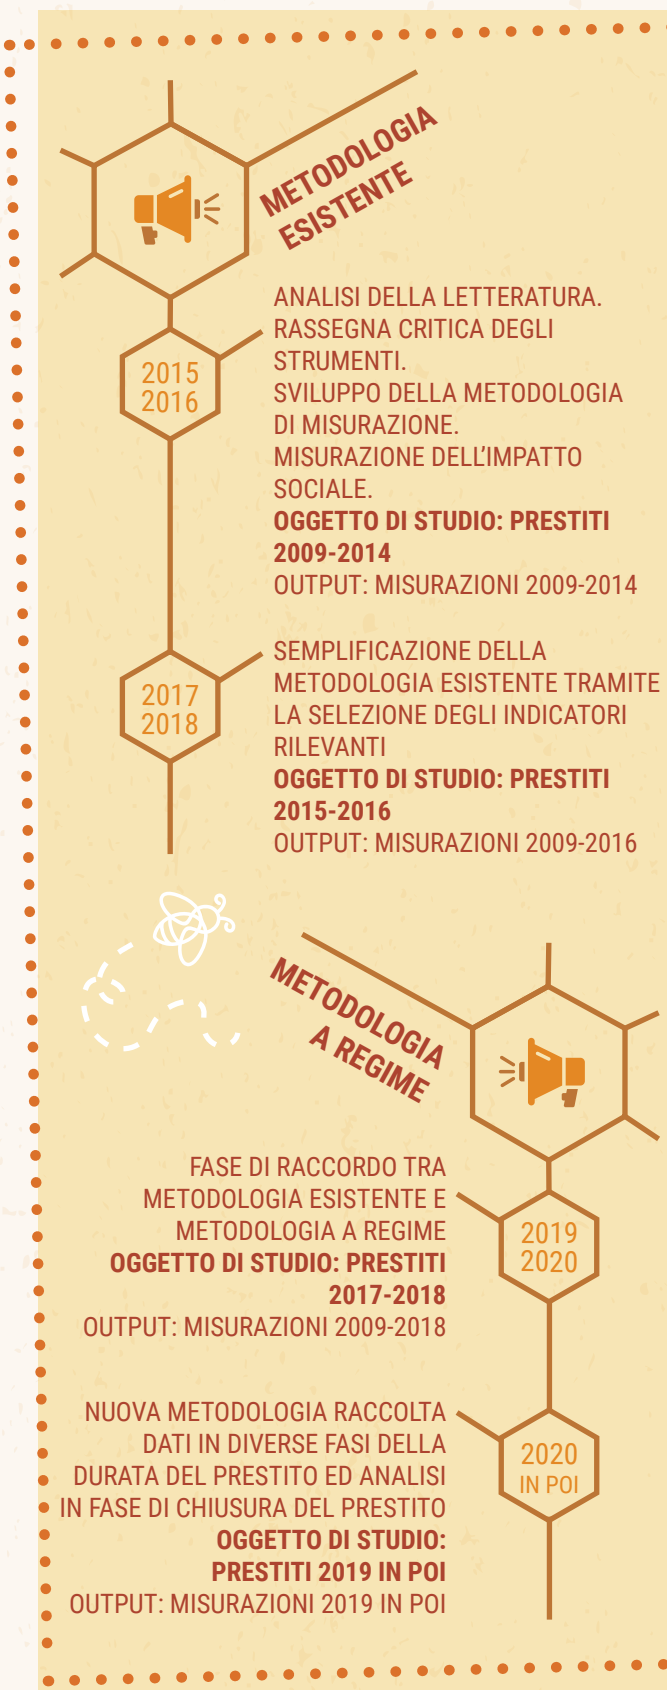 METODOLOGIA
ESISTENTE
2015
2016
ANALISI DELLA LETTERATURA.
RASSEGNA CRITICA DEGLI
STRUMENTI.
SVILUPPO DELLA METODOLOGIA
DI MISURAZIONE.
MISURAZIONE DELL'IMPATTO
SOCIALE.
OGGETTO DI STUDIO: PRESTITI
2009-2014
OUTPUT: MISURAZIONI 2009-2014
2017
2018
SEMPLIFICAZIONE DELLA
METODOLOGIA ESISTENTE TRAMITE
LA SELEZIONE DEGLI INDICATORI
RILEVANTI
OGGETTO DI STUDIO: PRESTITI
2015-2016
OUTPUT: MISURAZIONI 2009-2016
METODOLOGIA
A REGIME
FASE DI RACCORDO TRA
METODOLOGIA ESISTENTE E
METODOLOGIA A REGIME
OGGETTO DI STUDIO: PRESTITI
2017-2018
OUTPUT: MISURAZIONI 2009-2018
2019
2020
NUOVA METODOLOGIA RACCOLTA
DATI IN DIVERSE FASI DELLA
DURATA DEL PRESTITO ED ANALISI
IN FASE DI CHIUSURA DEL PRESTITO
OGGETTO DI STUDIO:
PRESTITI 2019 IN POI
OUTPUT: MISURAZIONI 2019 IN POI
2020
IN POI